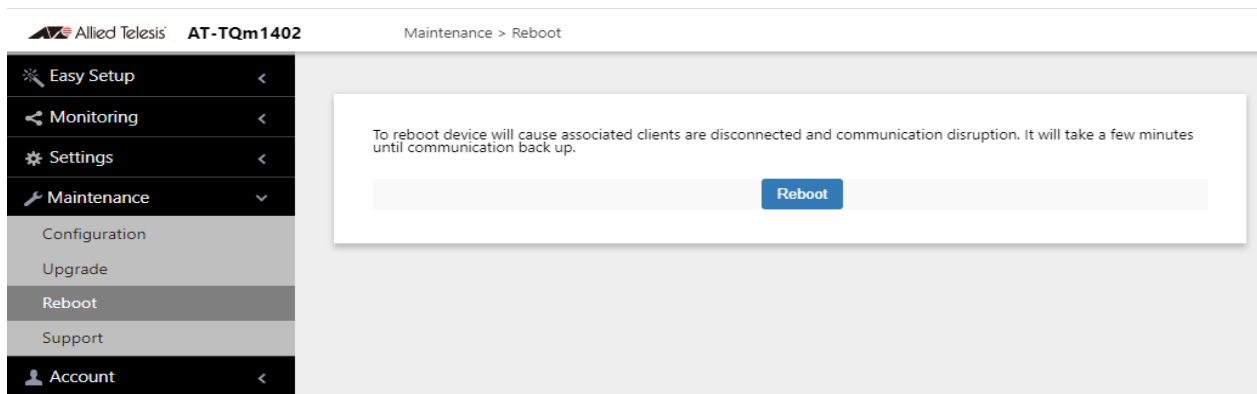 Allied Telesis AT-TQm1402 Maintenance > Reboot
Easy Setup
Monitoring
Settings
Maintenance
Configuration
Upgrade
Reboot
Support
Account
To reboot device will cause associated clients are disconnected and communication disruption. It will take a few minutes
until communication back up.
Reboot